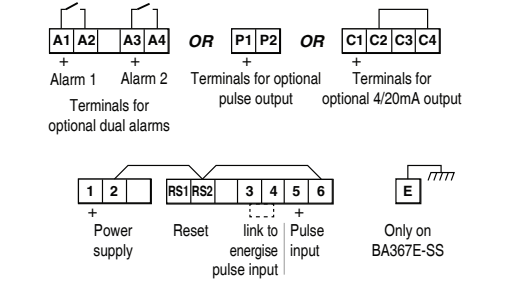 A1 A2 A3 A4 OR P1 P2 OR C1 C2 C3 C4
+ + + +
Alarm 1 Alarm 2
Terminals for
optional dual alarms
Terminals for optional
pulse output
Terminals for
optional 4/20mA output
1 2 RS1 RS2 3 4 5 6 E
+ +
Power
supply
Reset
link to
energise
pulse input
Pulse
input
Only on
BA367E-SS